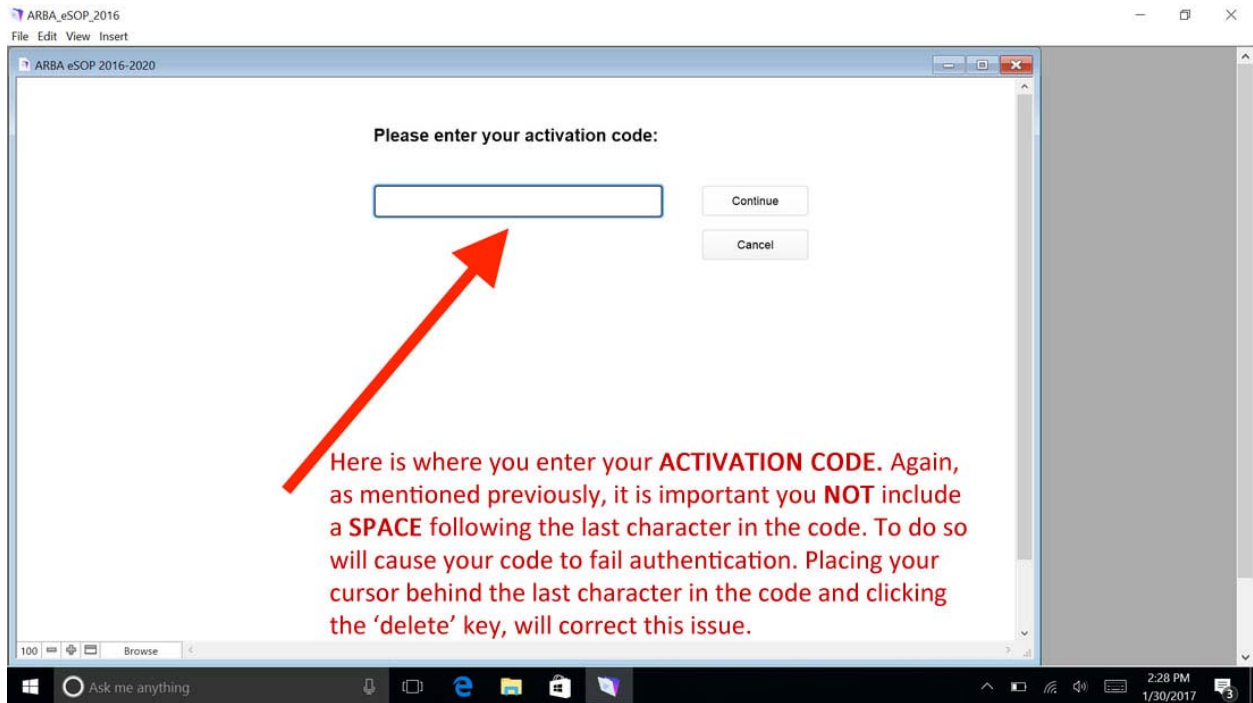 ARBA_eSOP_2016
File Edit View Insert
ARBA eSOP 2016-2020
Please enter your activation code:
Continue
Cancel
Here is where you enter your ACTIVATION CODE. Again,
as mentioned previously, it is important you NOT include
a SPACE following the last character in the code. To do so
will cause your code to fail authentication. Placing your
cursor behind the last character in the code and clicking
the ‘delete’ key, will correct this issue.
100 Browse
Ask me anything
2:28 PM
1/30/2017
3